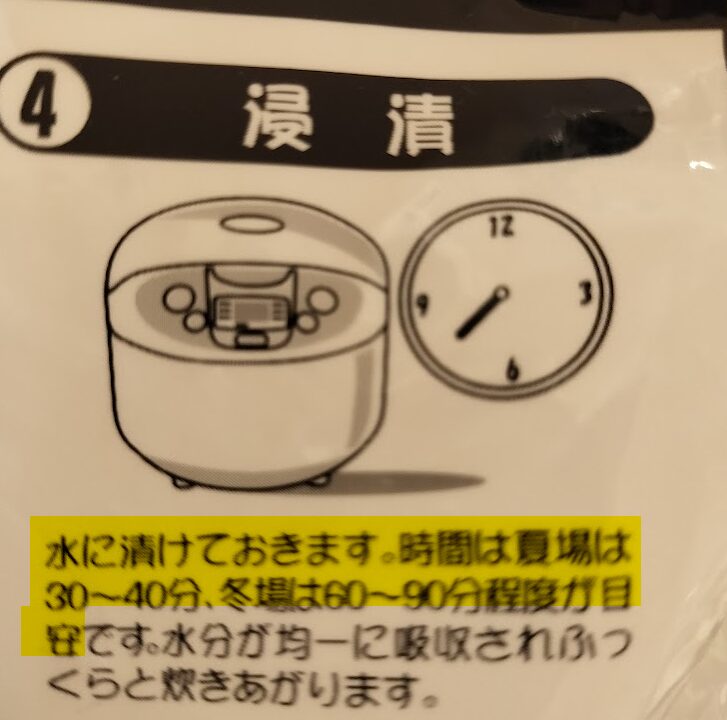 4 浸漬
12
9 3
6
水に漬けておきます。時間は夏場は
30～40分、冬場は60～90分程度が目
安です。水分が均一に吸収されふっ
くらと炊きあがります。